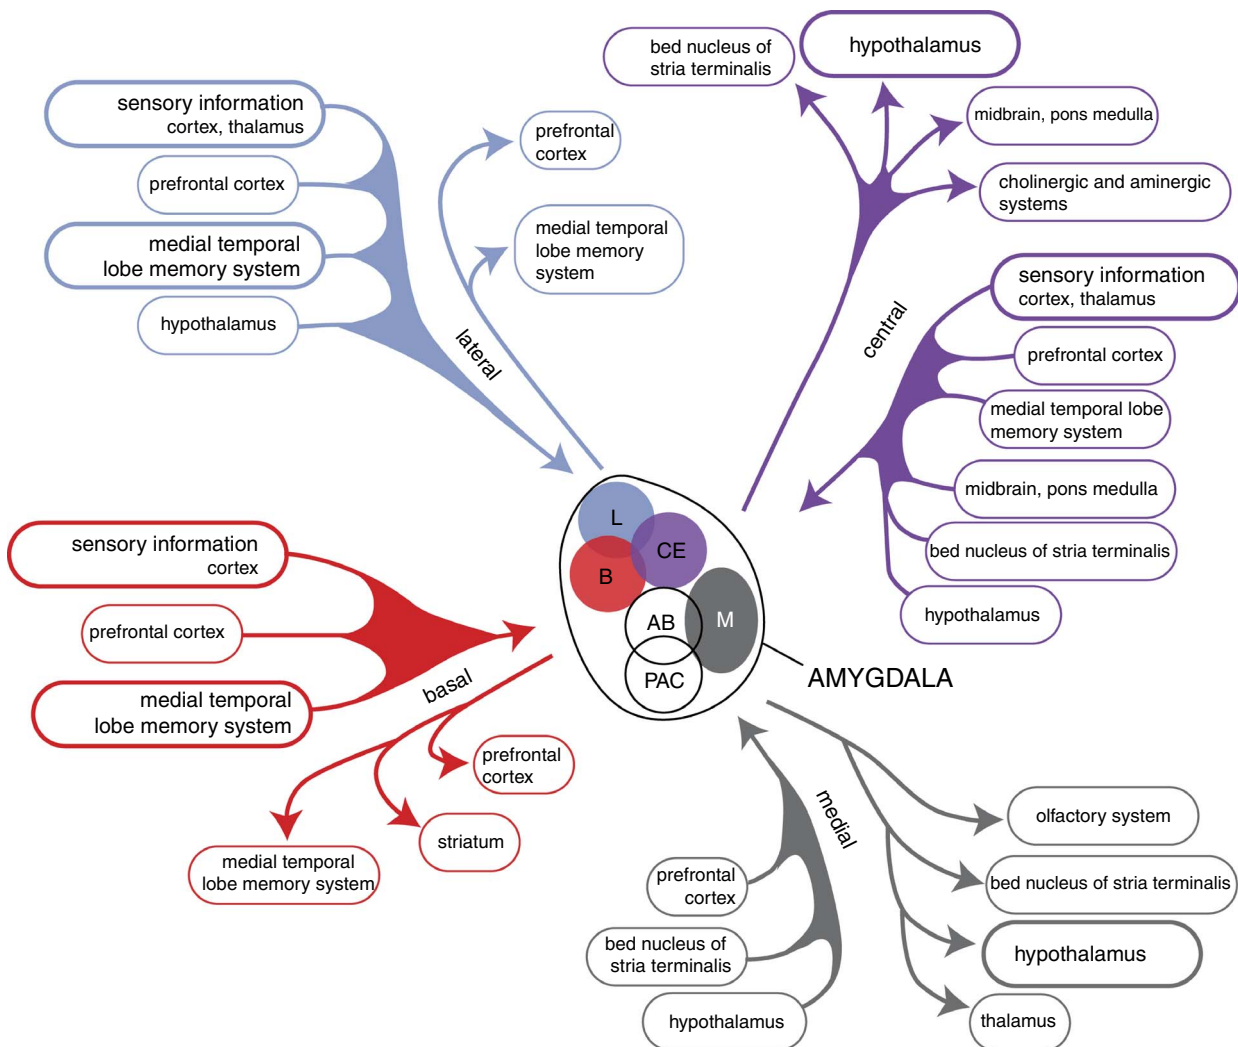 sensory information
cortex, thalamus
prefrontal cortex
medial temporal
lobe memory system
hypothalamus
prefrontal
cortex
medial temporal
lobe memory
system
lateral
bed nucleus of
stria terminalis
hypothalamus
midbrain, pons medulla
cholinergic and aminergic
systems
central
sensory information
cortex, thalamus
prefrontal cortex
medial temporal lobe
memory system
midbrain, pons medulla
bed nucleus of stria terminalis
hypothalamus
L
CE
B
AB
M
PAC
AMYGDALA
sensory information
cortex
prefrontal cortex
medial temporal
lobe memory system
basal
prefrontal
cortex
striatum
medial temporal
lobe memory system
medial
prefrontal
cortex
bed nucleus of
stria terminalis
hypothalamus
olfactory system
bed nucleus of stria terminalis
hypothalamus
thalamus